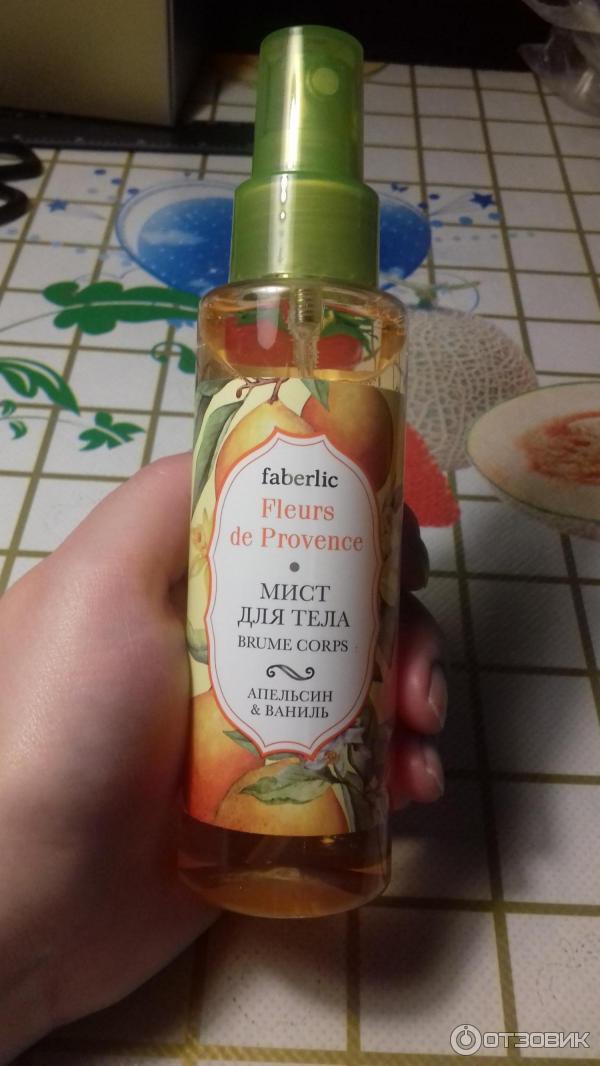 faberlic
Fleurs
de Provence
МИСТ
ДЛЯ ТЕЛА
BRUME CORPS
АПЕЛЬСИН
& ВАНИЛЬ
ОТЗОВИК